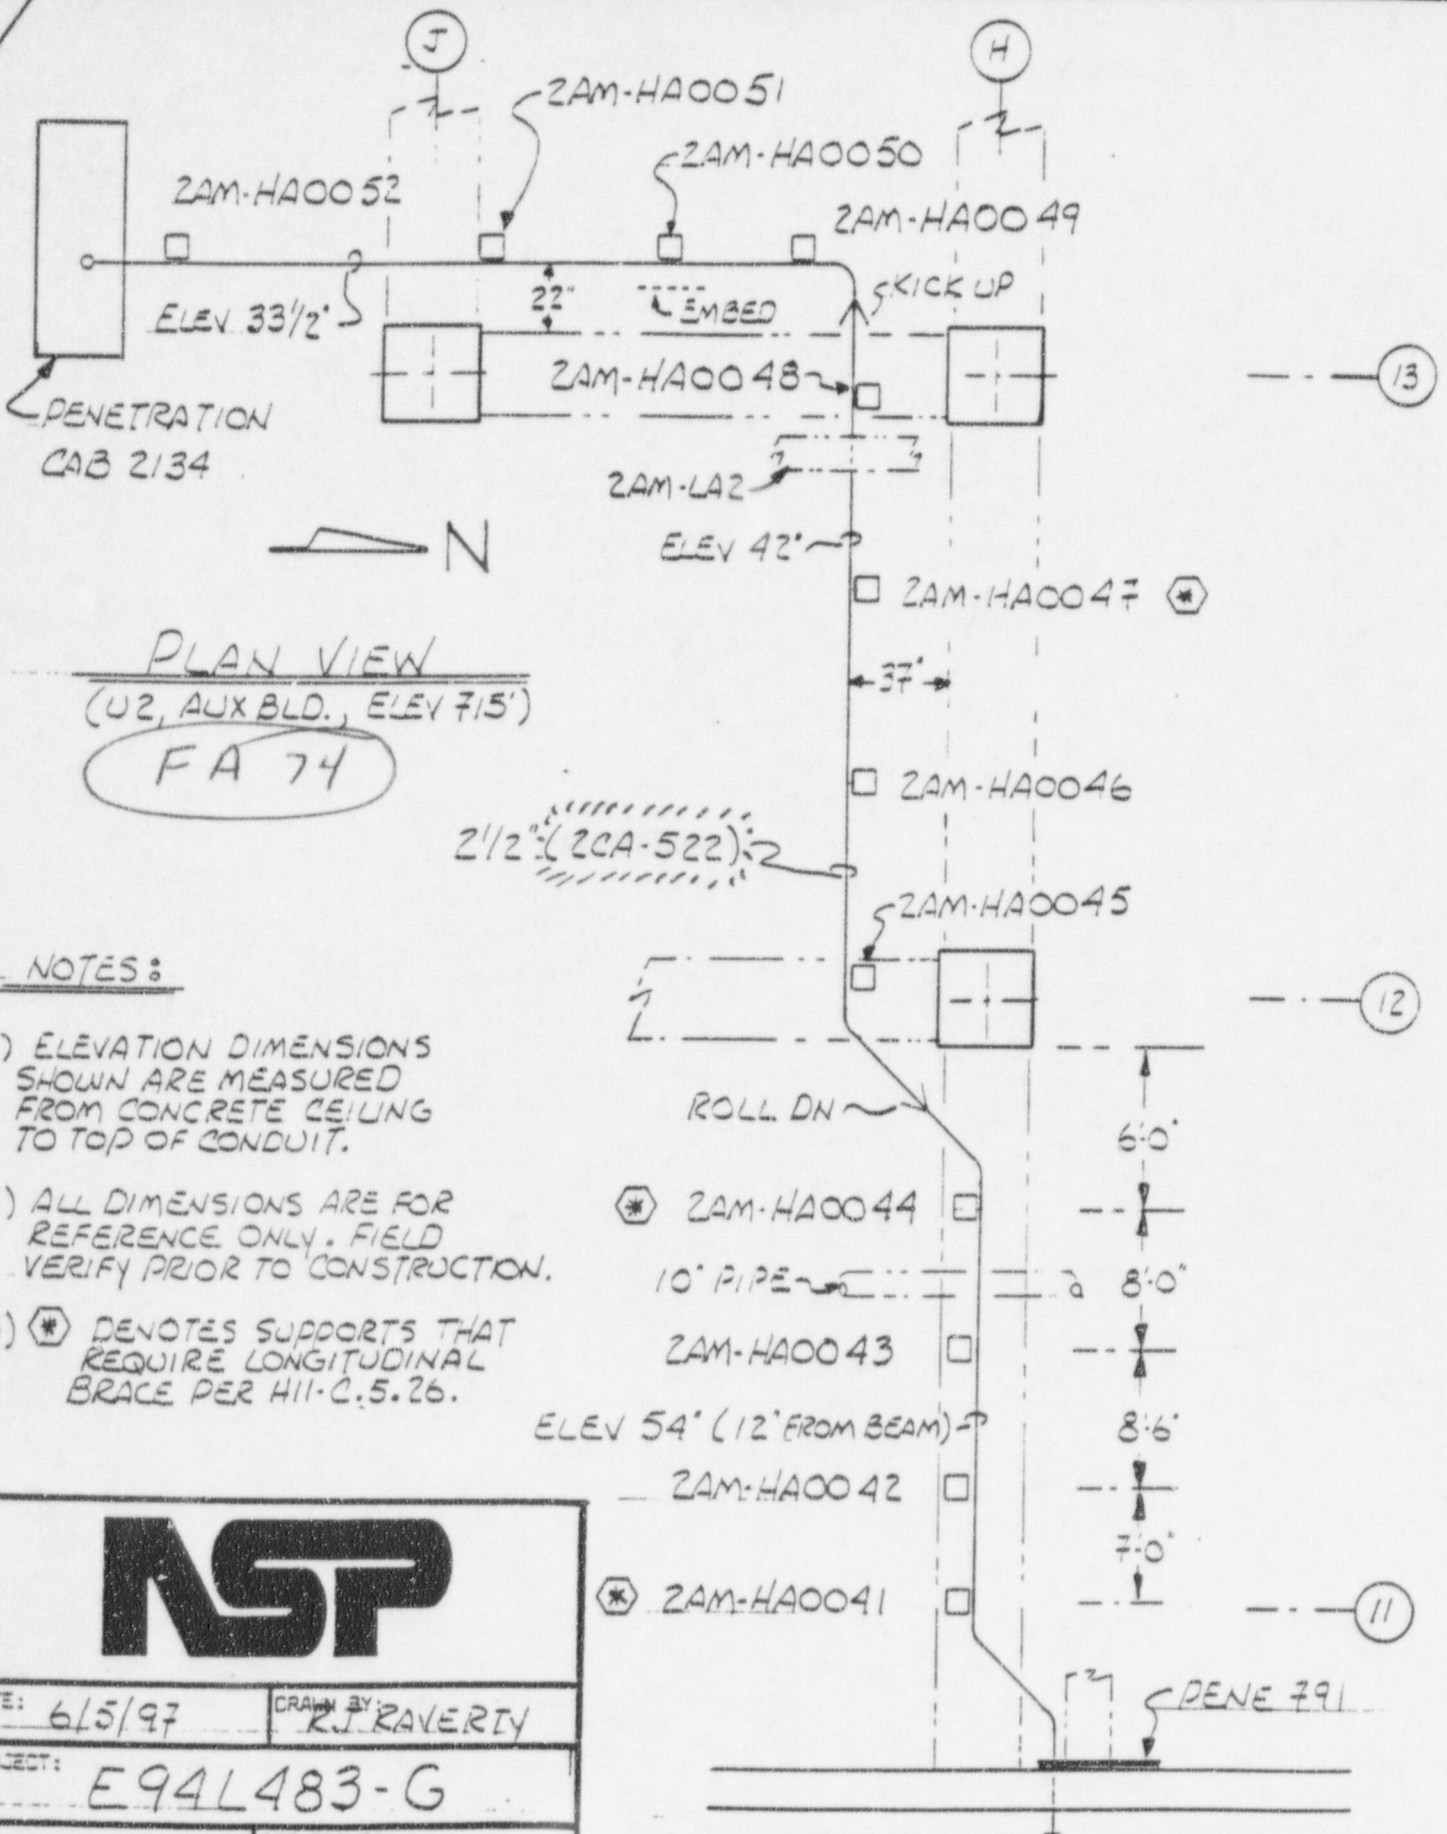 J
H
2AM-HA0051
2AM-HA0050
2AM-HA0052
2AM-HA0049
KICK UP
22"
EMBED
ELEV 33 1/2"
2AM-HA0048
13
PENETRATION
CAB 2134
2AM-LA2
N
ELEV 42"
2AM-HA0047 *
PLAN VIEW
(U2, AUX BLD., ELEV 715')
37"
FA 74
2AM-HA0046
2 1/2" (2CA-522)
2AM-HA0045
NOTES:
12
) ELEVATION DIMENSIONS
SHOWN ARE MEASURED
FROM CONCRETE CEILING
TO TOP OF CONDUIT.
ROLL DN
6'-0"
) ALL DIMENSIONS ARE FOR
REFERENCE ONLY. FIELD
VERIFY PRIOR TO CONSTRUCTION.
* 2AM-HA0044
10" PIPE
8'-0"
) * DENOTES SUPPORTS THAT
REQUIRE LONGITUDINAL
BRACE PER H11-C.5.26.
2AM-HA0043
ELEV 54" (12" FROM BEAM)
8'-6"
2AM-HA0042
7'-0"
* 2AM-HA0041
11
NSP
E: 6/5/97
DRAWN BY: R.J. RAVERTY
PENE 791
JECT: E94L483-G